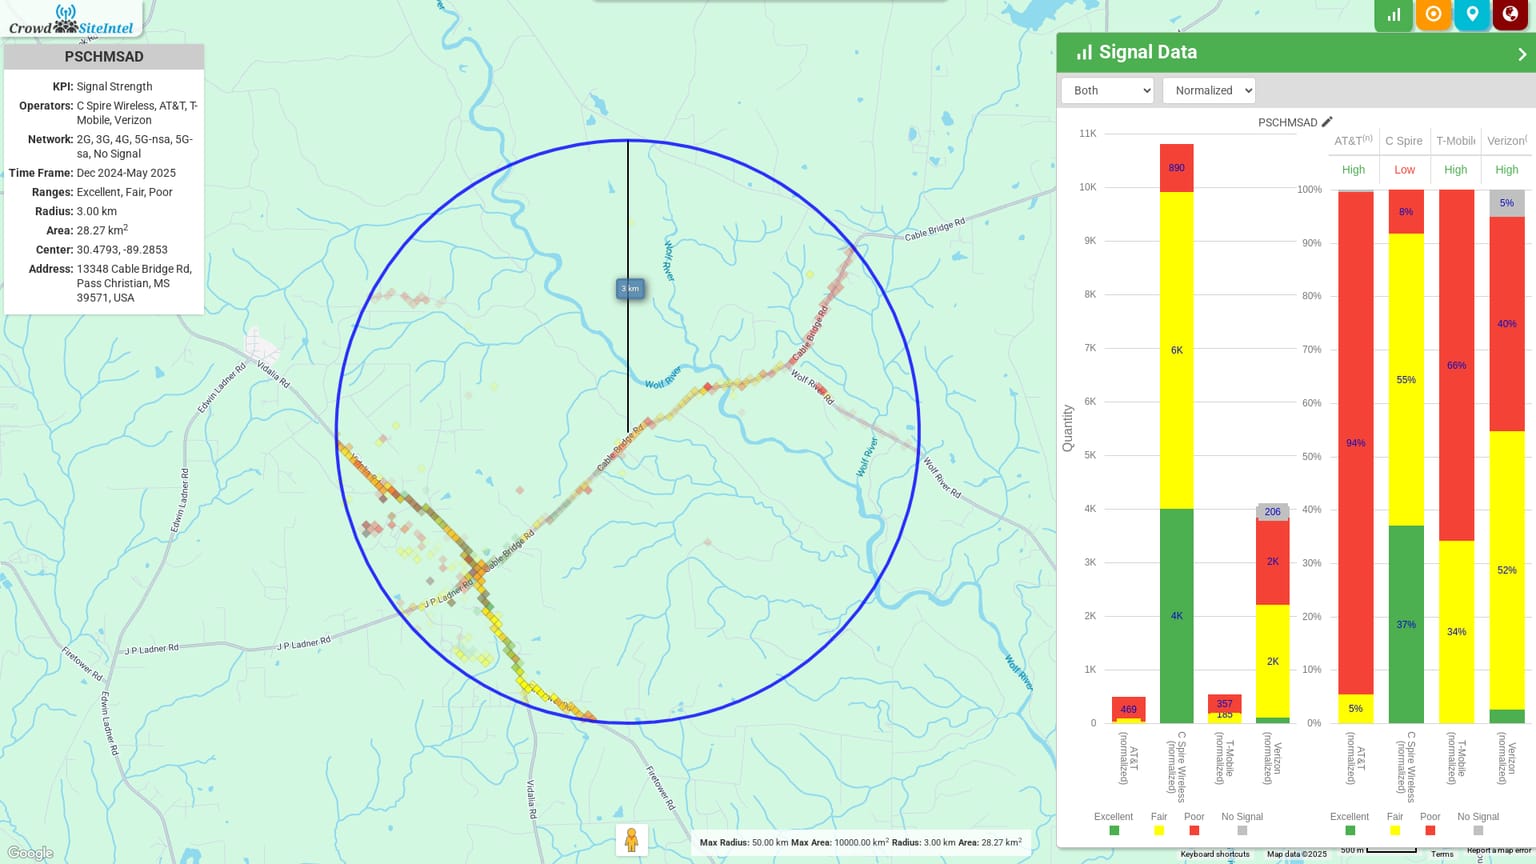 CrowdSiteIntel
PSCHMSAD
KPI: Signal Strength
Operators: C Spire Wireless, AT&T, T-
Mobile, Verizon
Network: 2G, 3G, 4G, 5G-nsa, 5G-
sa, No Signal
Time Frame: Dec 2024-May 2025
Ranges: Excellent, Fair, Poor
Radius: 3.00 km
Area: 28.27 km²
Center: 30.4793, -89.2853
Address: 13348 Cable Bridge Rd,
Pass Christian, MS
39571, USA
Cable Bridge Rd
Wolf River
3 km
Cable Bridge Rd
Vidalia Rd
Edwin Ladner Rd
Wolf River
Wolf River Rd
Cable Bridge Rd
Wolf River
Wolf River Rd
Edwin Ladner Rd
Cable Bridge Rd
J P Ladner Rd
J P Ladner Rd
J P Ladner Rd
Firetower Rd
Wolf River
Edwin Ladner Rd
Vidalia Rd
Firetower Rd
Google
Max Radius: 50.00 km Max Area: 10000.00 km² Radius: 3.00 km Area: 28.27 km²
Signal Data
Both
Normalized
PSCHMSAD
11K
10K
9K
8K
7K
6K
5K
4K
3K
2K
1K
0
Quantity
469
890
6K
4K
357
185
206
2K
2K
AT&T (normalized)
C Spire Wireless (normalized)
T-Mobile (normalized)
Verizon (normalized)
Excellent Fair Poor No Signal
AT&T(n) C Spire T-Mobile Verizon(
High Low High High
100%
90%
80%
70%
60%
50%
40%
30%
20%
10%
0%
94%
5%
8%
55%
37%
66%
34%
5%
40%
52%
AT&T (normalized)
C Spire Wireless (normalized)
T-Mobile (normalized)
Verizon (normalized)
Excellent Fair Poor No Signal
Keyboard shortcuts Map data ©2025 500 m Terms Report a map error